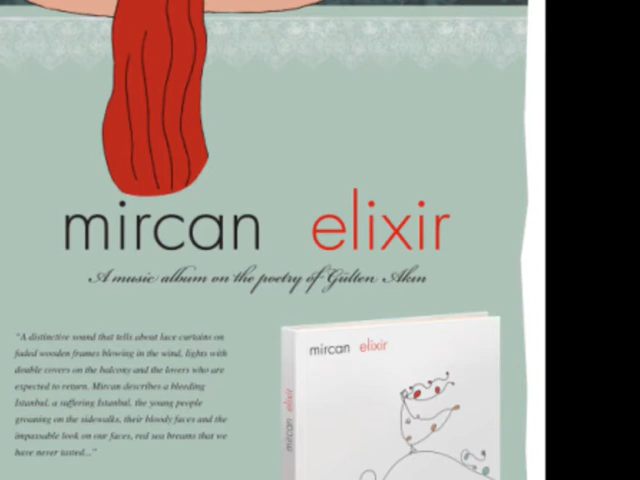 mircan elixir
A music album on the poetry of Gülten Akın
"A distinctive sound that tells about lace curtains on
faded wooden frames blowing in the wind, lights with
double covers on the balcony and the lovers who are
expected to return. Mircan describes a bleeding
Istanbul, a suffering Istanbul, the young people
groaning on the sidewalks, their bloody faces and the
impassable look on our faces, red sea breams that we
have never tasted..."
mircan elixir
mircan elixir